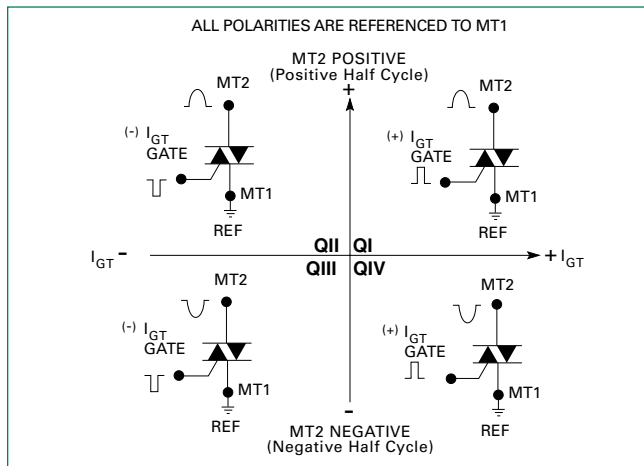 ALL POLARITIES ARE REFERENCED TO MT1
MT2 POSITIVE
(Positive Half Cycle)
+
MT2
(-) IGT
GATE
MT1
REF
MT2
(+) IGT
GATE
MT1
REF
IGT -
QII QI
QIII QIV
+ IGT
MT2
(-) IGT
GATE
MT1
REF
MT2
(+) IGT
GATE
MT1
REF
-
MT2 NEGATIVE
(Negative Half Cycle)